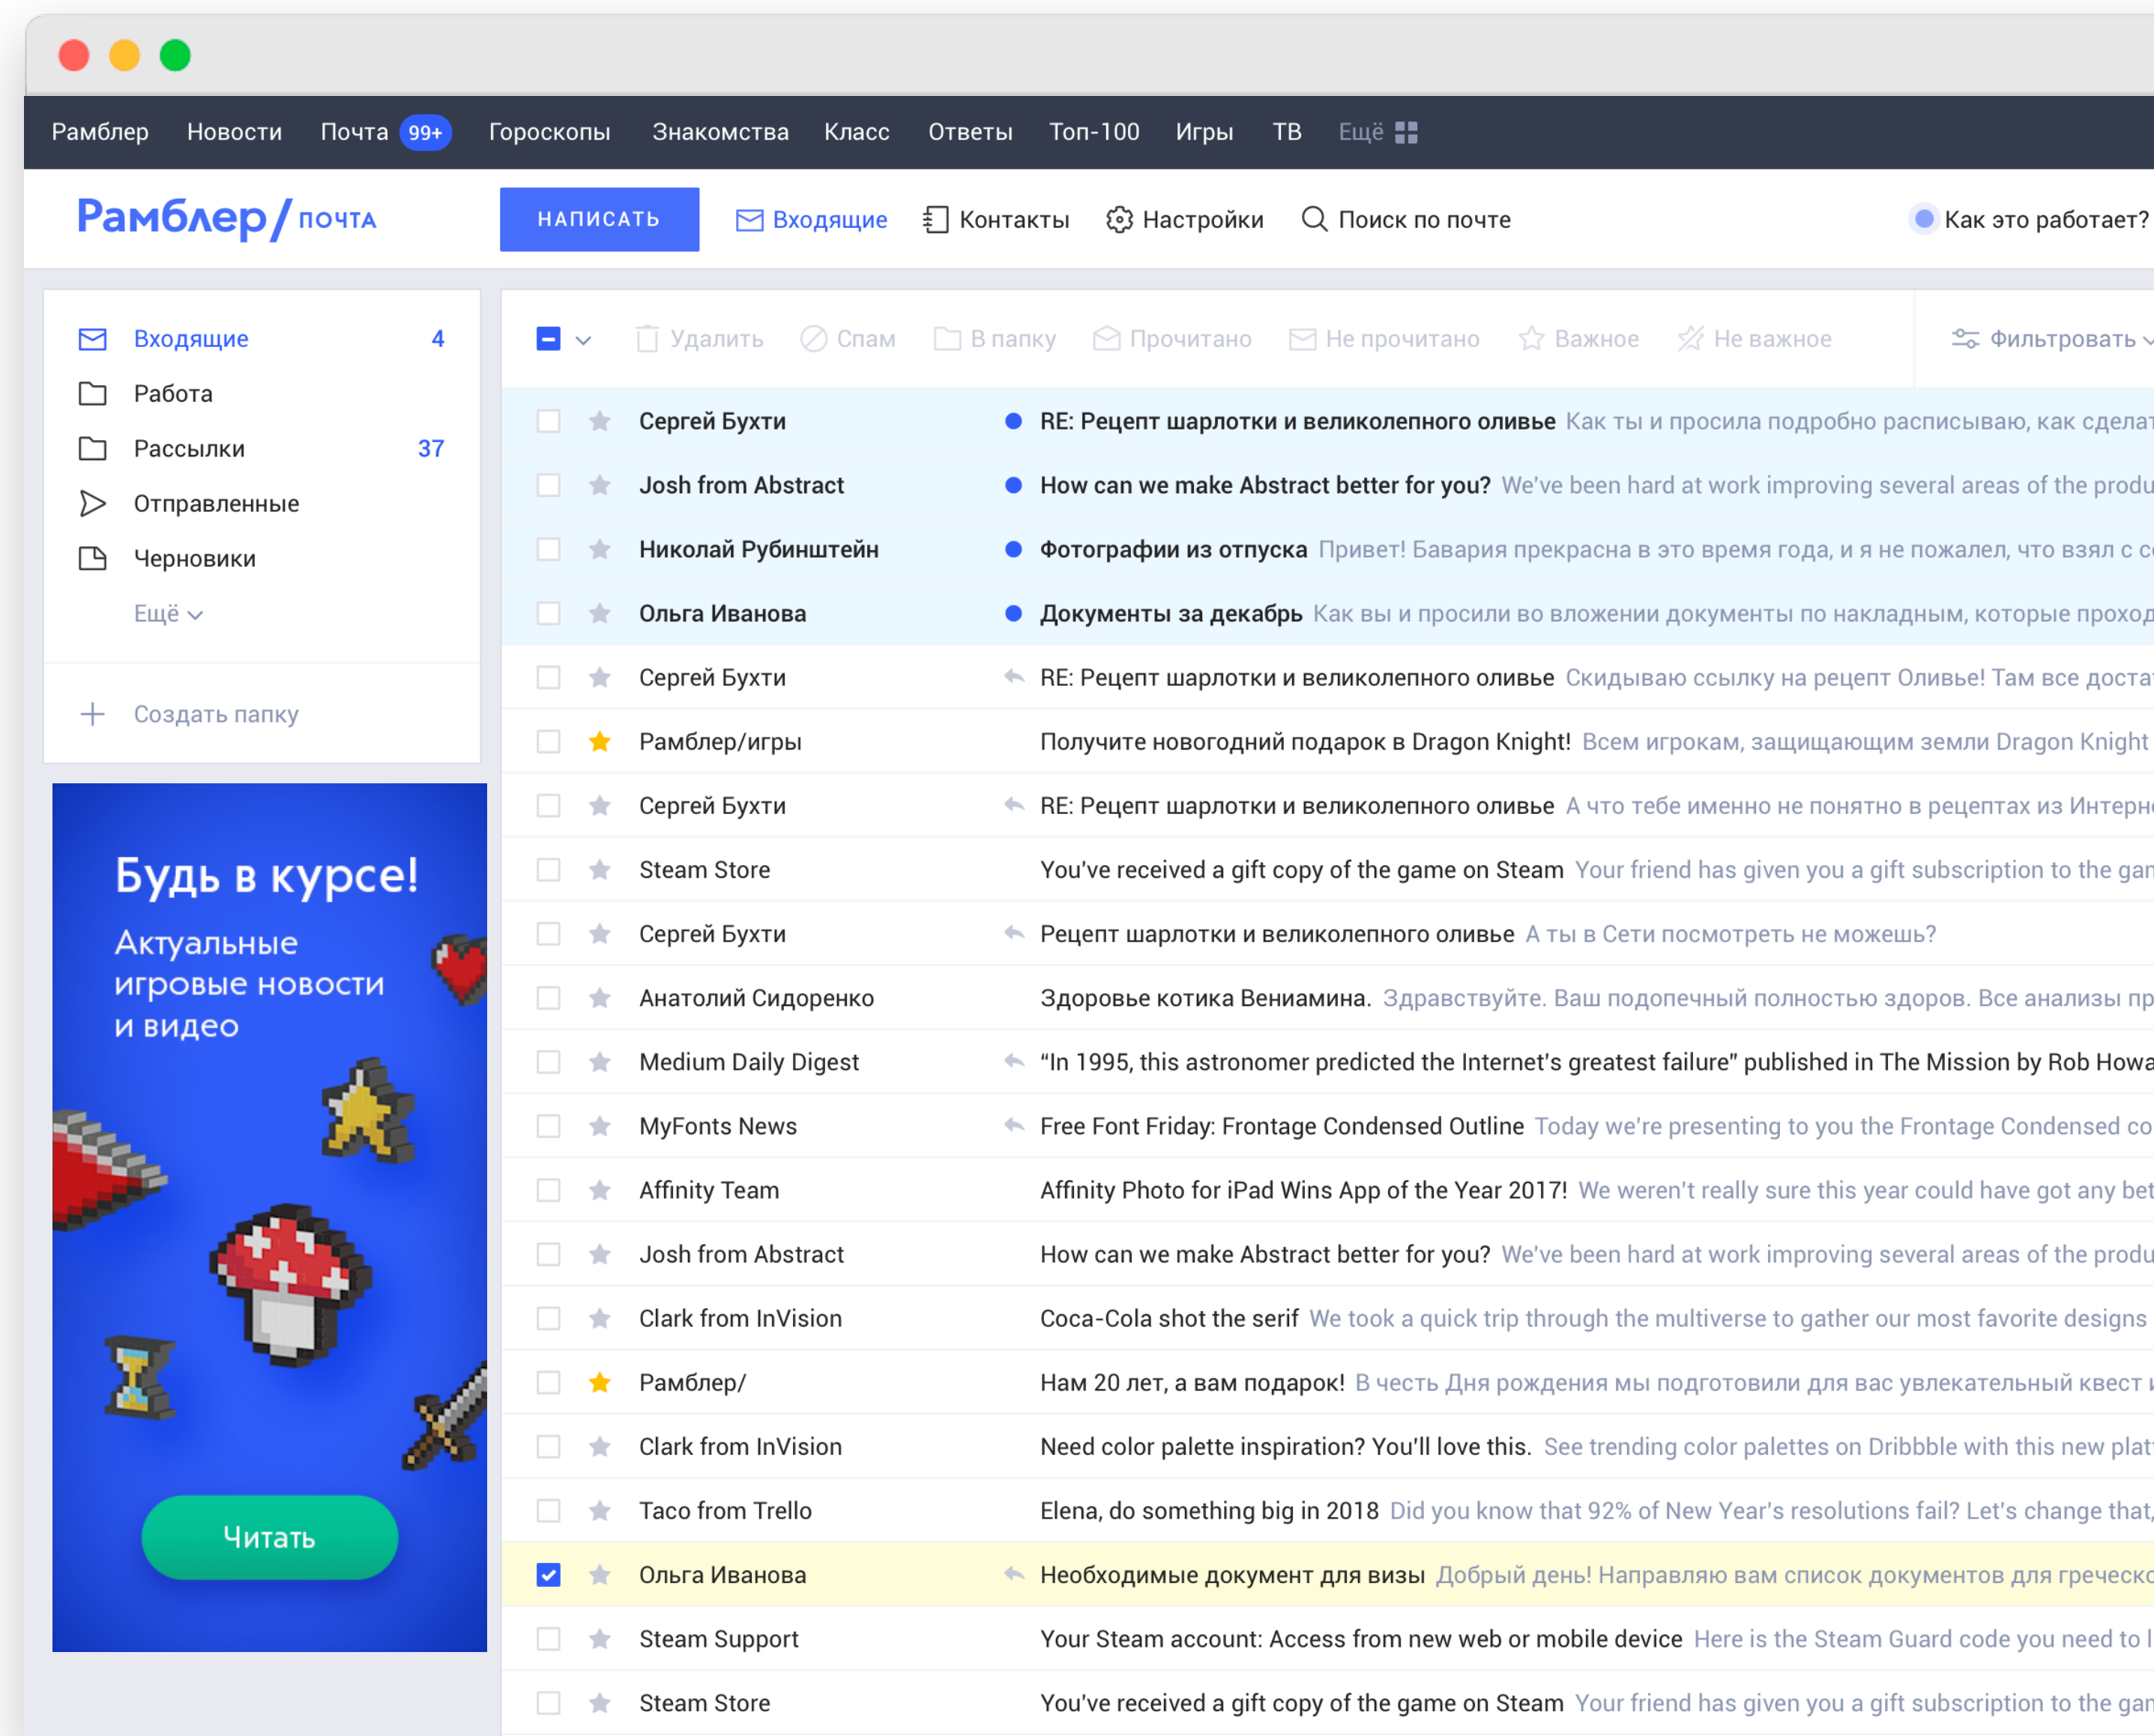 Рамблер Новости Почта 99+ Гороскопы Знакомства Класс Ответы Топ-100 Игры ТВ Ещё
Рамблер/почта НАПИСАТЬ Входящие Контакты Настройки Поиск по почте Как это работает?
Входящие 4
Работа
Рассылки 37
Отправленные
Черновики
Ещё
Создать папку
Будь в курсе!
Актуальные
игровые новости
и видео
Читать
Удалить Спам В папку Прочитано Не прочитано Важное Не важное Фильтровать
Сергей Бухти RE: Рецепт шарлотки и великолепного оливье Как ты и просила подробно расписываю, как сделат
Josh from Abstract How can we make Abstract better for you? We've been hard at work improving several areas of the produ
Николай Рубинштейн Фотографии из отпуска Привет! Бавария прекрасна в это время года, и я не пожалел, что взял с с
Ольга Иванова Документы за декабрь Как вы и просили во вложении документы по накладным, которые проход
Сергей Бухти RE: Рецепт шарлотки и великолепного оливье Скидываю ссылку на рецепт Оливье! Там все доста
Рамблер/игры Получите новогодний подарок в Dragon Knight! Всем игрокам, защищающим земли Dragon Knight
Сергей Бухти RE: Рецепт шарлотки и великолепного оливье А что тебе именно не понятно в рецептах из Интерн
Steam Store You've received a gift copy of the game on Steam Your friend has given you a gift subscription to the gam
Сергей Бухти Рецепт шарлотки и великолепного оливье А ты в Сети посмотреть не можешь?
Анатолий Сидоренко Здоровье котика Вениамина. Здравствуйте. Ваш подопечный полностью здоров. Все анализы пр
Medium Daily Digest “In 1995, this astronomer predicted the Internet's greatest failure” published in The Mission by Rob Howa
MyFonts News Free Font Friday: Frontage Condensed Outline Today we're presenting to you the Frontage Condensed co
Affinity Team Affinity Photo for iPad Wins App of the Year 2017! We weren't really sure this year could have got any bet
Josh from Abstract How can we make Abstract better for you? We've been hard at work improving several areas of the produ
Clark from InVision Coca-Cola shot the serif We took a quick trip through the multiverse to gather our most favorite designs
Рамблер/ Нам 20 лет, а вам подарок! В честь Дня рождения мы подготовили для вас увлекательный квест и
Clark from InVision Need color palette inspiration? You'll love this. See trending color palettes on Dribbble with this new plat
Taco from Trello Elena, do something big in 2018 Did you know that 92% of New Year's resolutions fail? Let's change that,
Ольга Иванова Необходимые документ для визы Добрый день! Направляю вам список документов для греческо
Steam Support Your Steam account: Access from new web or mobile device Here is the Steam Guard code you need to l
Steam Store You've received a gift copy of the game on Steam Your friend has given you a gift subscription to the gam